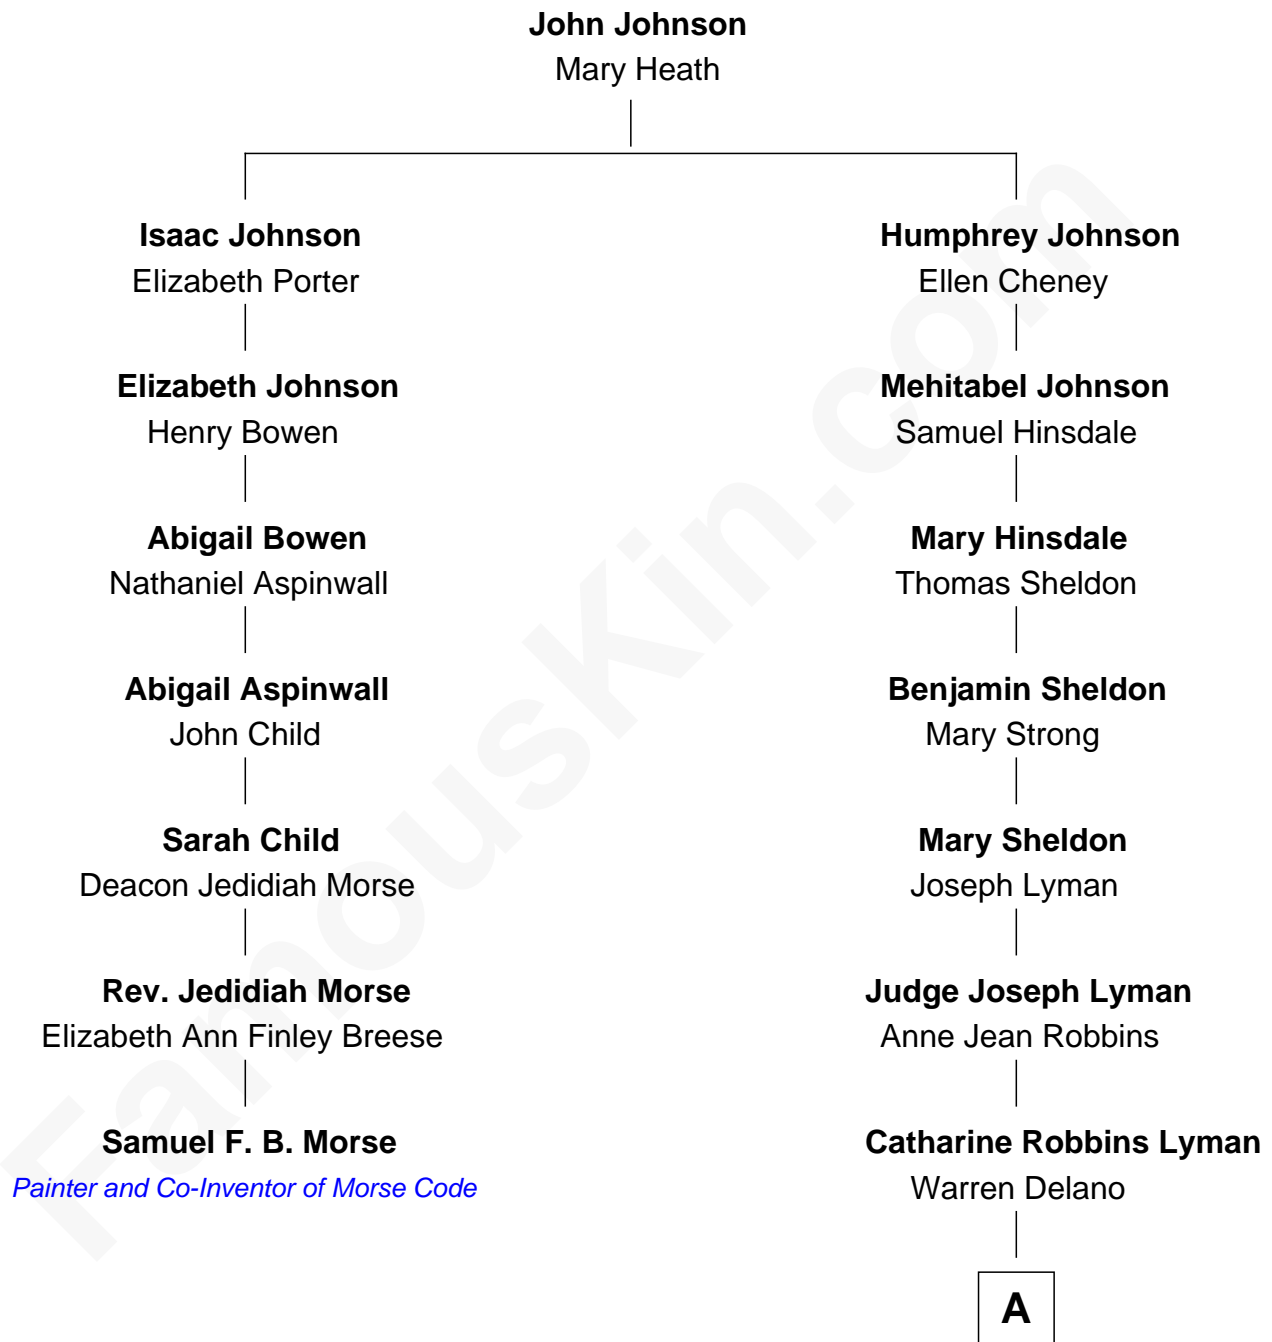 John Johnson
Mary Heath
Isaac Johnson
Elizabeth Porter
Humphrey Johnson
Ellen Cheney
Elizabeth Johnson
Henry Bowen
Mehitabel Johnson
Samuel Hinsdale
Abigail Bowen
Nathaniel Aspinwall
Mary Hinsdale
Thomas Sheldon
Abigail Aspinwall
John Child
Benjamin Sheldon
Mary Strong
Sarah Child
Deacon Jedidiah Morse
Mary Sheldon
Joseph Lyman
Rev. Jedidiah Morse
Elizabeth Ann Finley Breese
Judge Joseph Lyman
Anne Jean Robbins
Samuel F. B. Morse
Painter and Co-Inventor of Morse Code
Catharine Robbins Lyman
Warren Delano
A
FamousKin.com